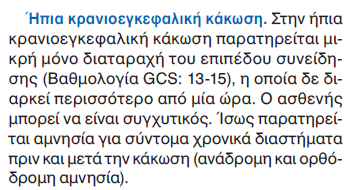 Ήπια κρανιοεγκεφαλική κάκωση. Στην ήπια
κρανιοεγκεφαλική κάκωση παρατηρείται μι-
κρή μόνο διαταραχή του επιπέδου συνείδη-
σης (Βαθμολογία GCS: 13-15), η οποία δε δι-
αρκεί περισσότερο από μία ώρα. Ο ασθενής
μπορεί να είναι συγχυτικός. Ίσως παρατηρεί-
ται αμνησία για σύντομα χρονικά διαστήματα
πριν και μετά την κάκωση (ανάδρομη και ορθό-
δρομη αμνησία).